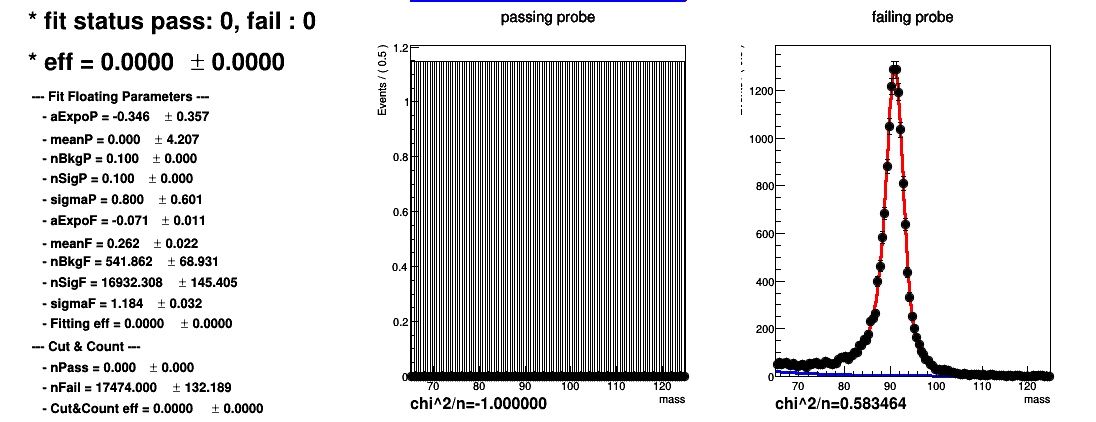 * fit status pass: 0, fail : 0
* eff = 0.0000 ± 0.0000
--- Fit Floating Parameters ---
- aExpoP = -0.346 ± 0.357
- meanP = 0.000 ± 4.207
- nBkgP = 0.100 ± 0.000
- nSigP = 0.100 ± 0.000
- sigmaP = 0.800 ± 0.601
- aExpoF = -0.071 ± 0.011
- meanF = 0.262 ± 0.022
- nBkgF = 541.862 ± 68.931
- nSigF = 16932.308 ± 145.405
- sigmaF = 1.184 ± 0.032
- Fitting eff = 0.0000 ± 0.0000
--- Cut & Count ---
- nPass = 0.000 ± 0.000
- nFail = 17474.000 ± 132.189
- Cut&Count eff = 0.0000 ± 0.0000
passing probe
Events / ( 0.5 )
1.2
1
0.8
0.6
0.4
0.2
0
70 80 90 100 110 120
mass
chi^2/n=-1.000000
failing probe
1200
1000
800
600
400
200
0
70 80 90 100 110 120
mass
chi^2/n=0.583464